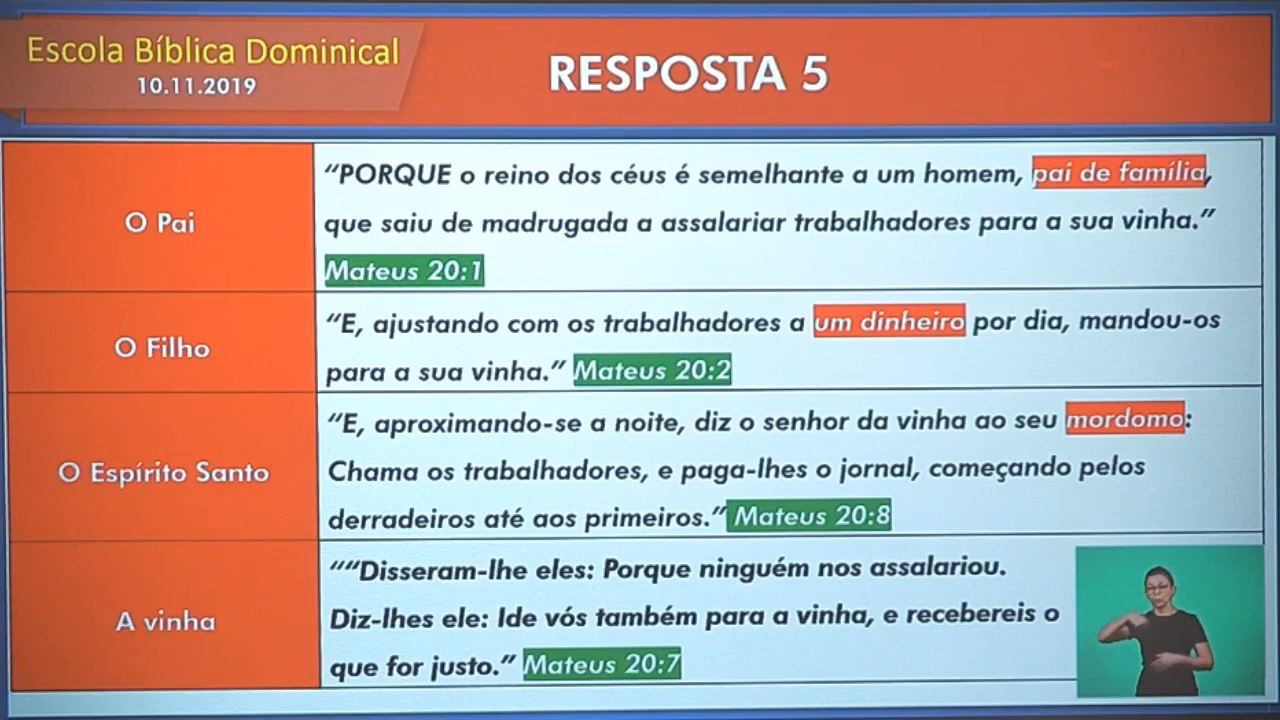 Escola Bíblica Dominical
10.11.2019
RESPOSTA 5
O Pai
“PORQUE o reino dos céus é semelhante a um homem, pai de família,
que saiu de madrugada a assalariar trabalhadores para a sua vinha.”
Mateus 20:1
O Filho
“E, ajustando com os trabalhadores a um dinheiro por dia, mandou-os
para a sua vinha.” Mateus 20:2
O Espírito Santo
“E, aproximando-se a noite, diz o senhor da vinha ao seu mordomo:
Chama os trabalhadores, e paga-lhes o jornal, começando pelos
derradeiros até aos primeiros.” Mateus 20:8
A vinha
““Disseram-lhe eles: Porque ninguém nos assalariou.
Diz-lhes ele: Ide vós também para a vinha, e recebereis o
que for justo.” Mateus 20:7